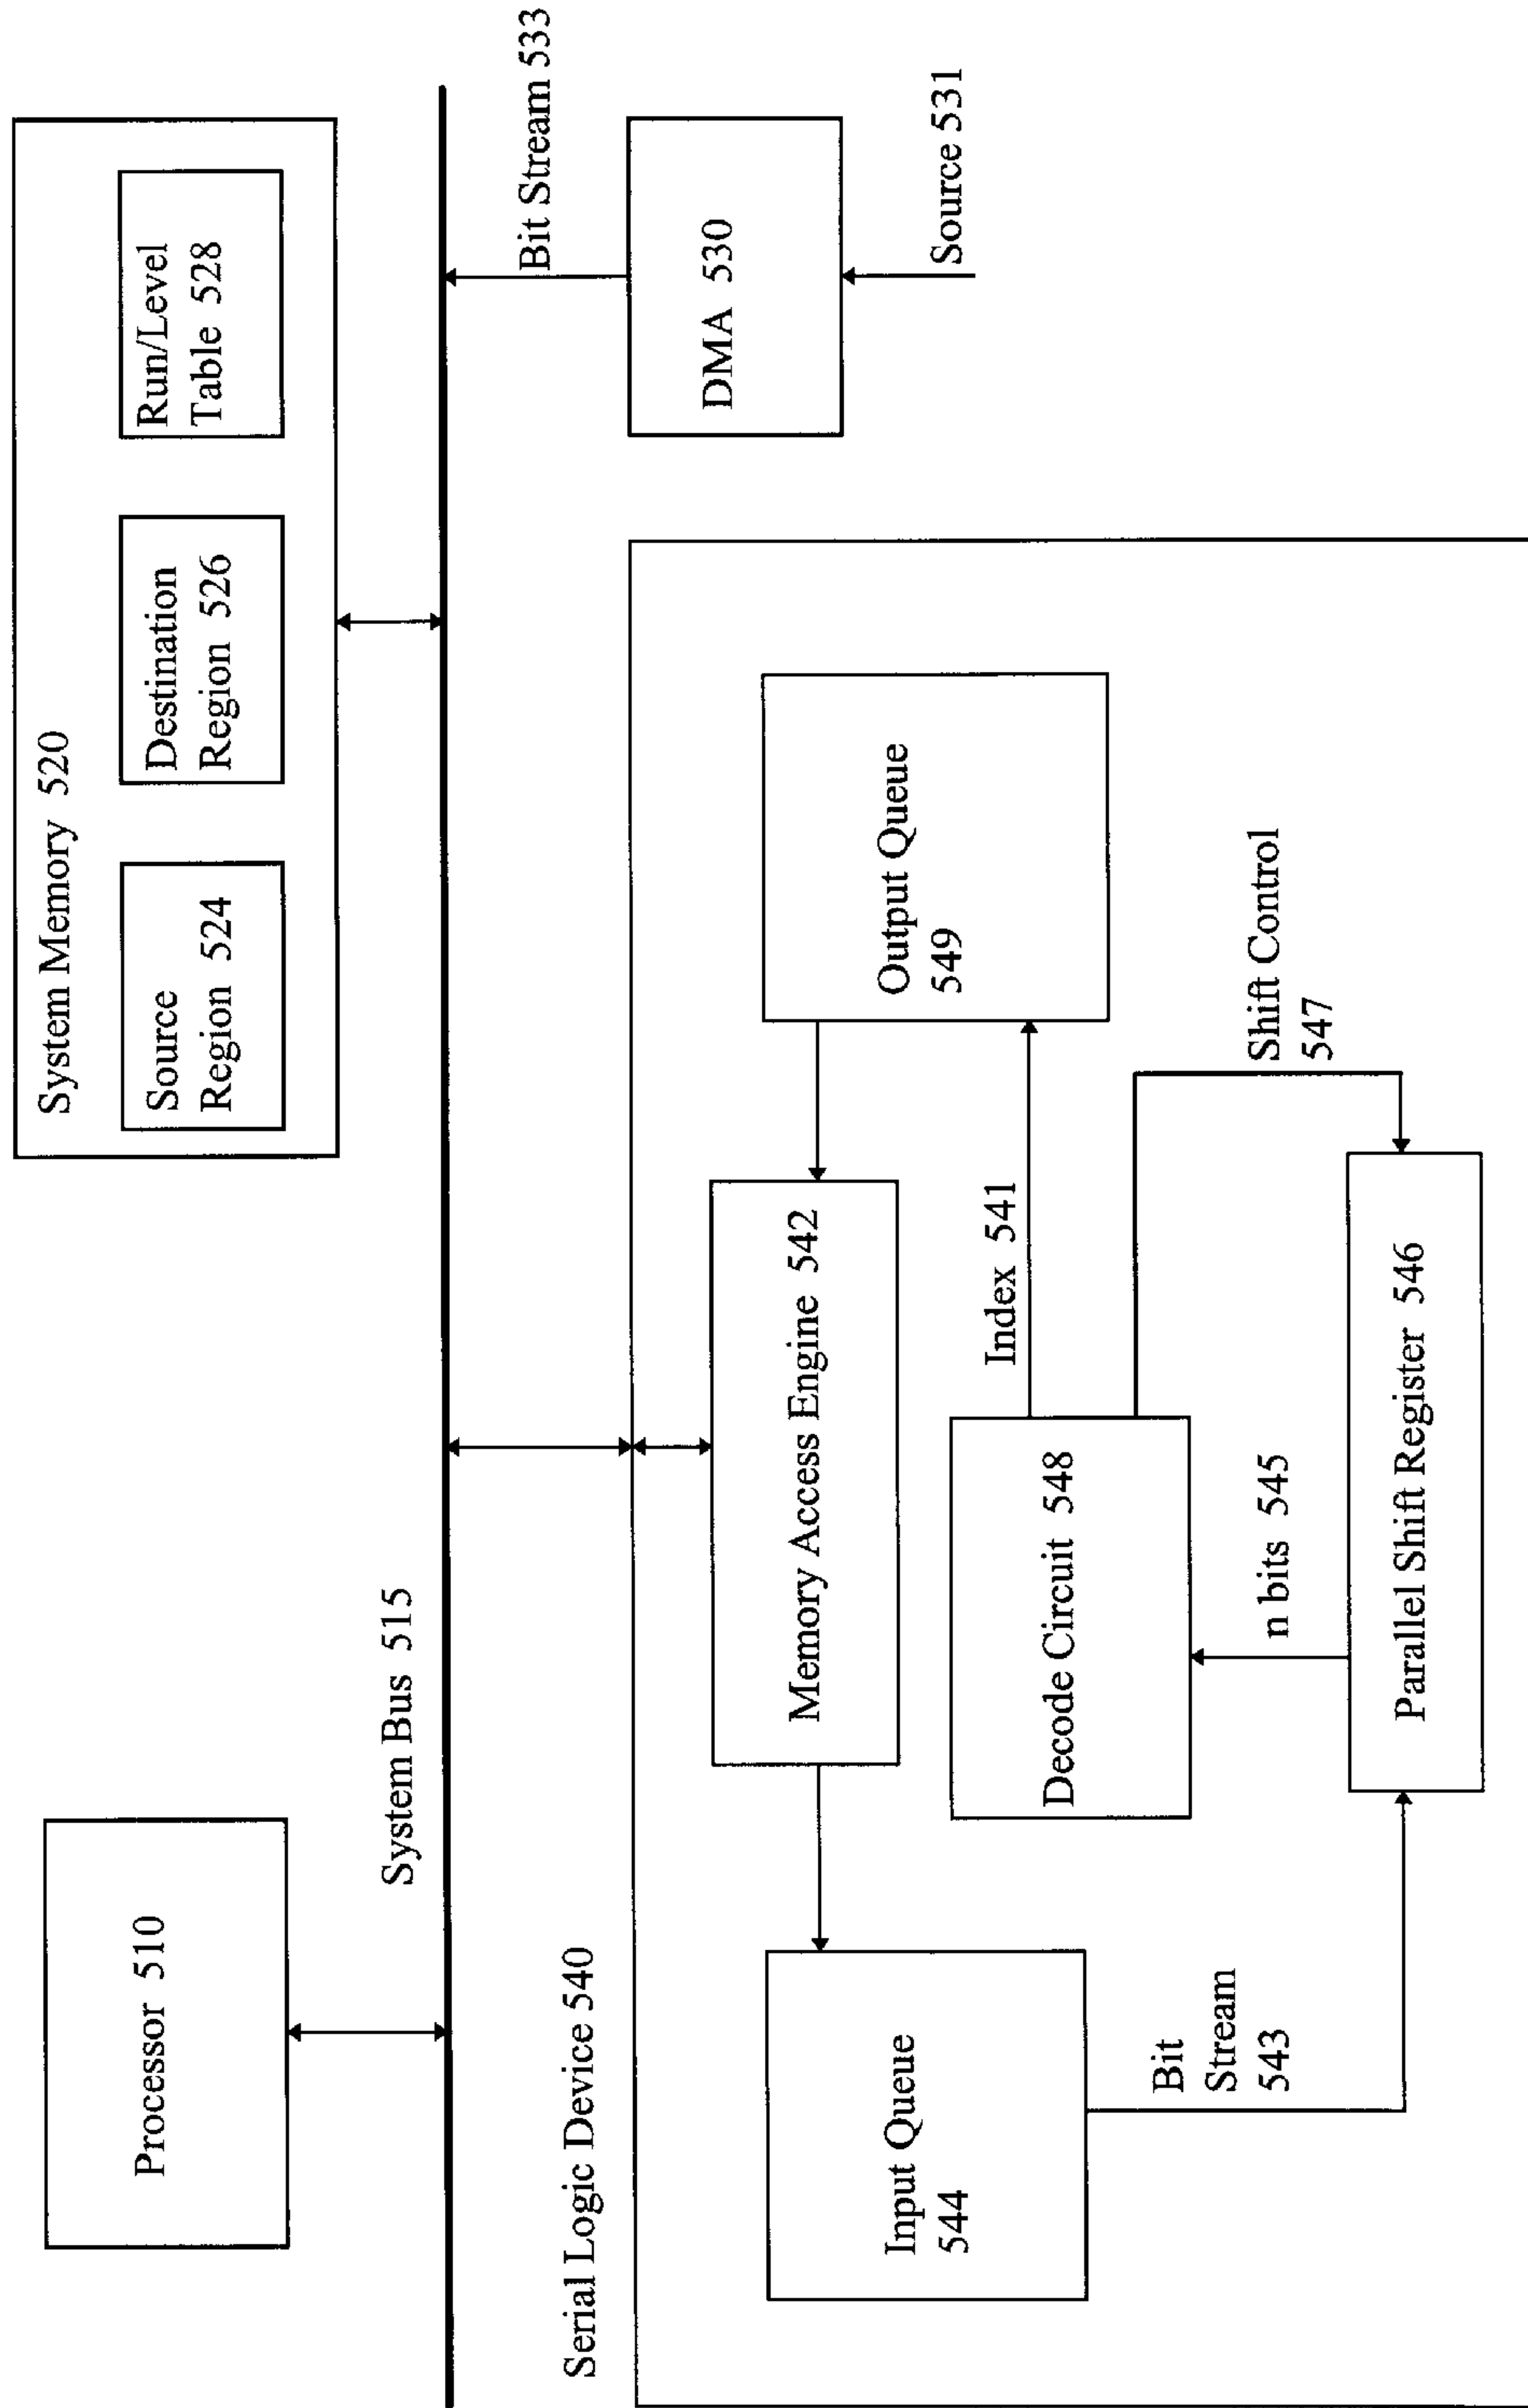 Processor 510
System Memory 520
Source
Region 524
Destination
Region 526
Run/Level
Table 528
System Bus 515
Bit Stream 533
DMA 530
Source 531
Serial Logic Device 540
Memory Access Engine 542
Input Queue
544
Output Queue
549
Decode Circuit 548
Index 541
Bit
Stream
543
n bits 545
Shift Control
547
Parallel Shift Register 546